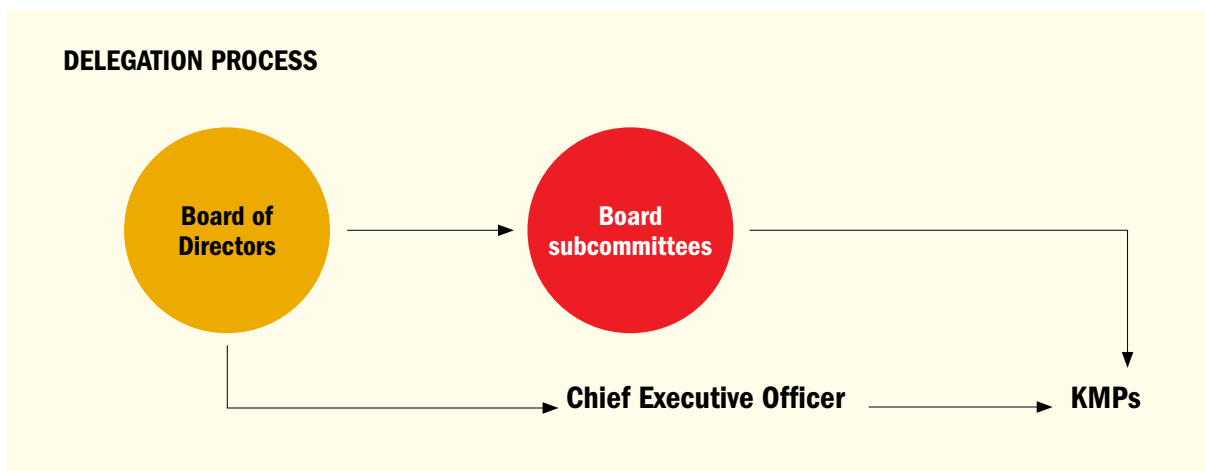 DELEGATION PROCESS
Board of
Directors
Board
subcommittees
Chief Executive Officer
KMPs